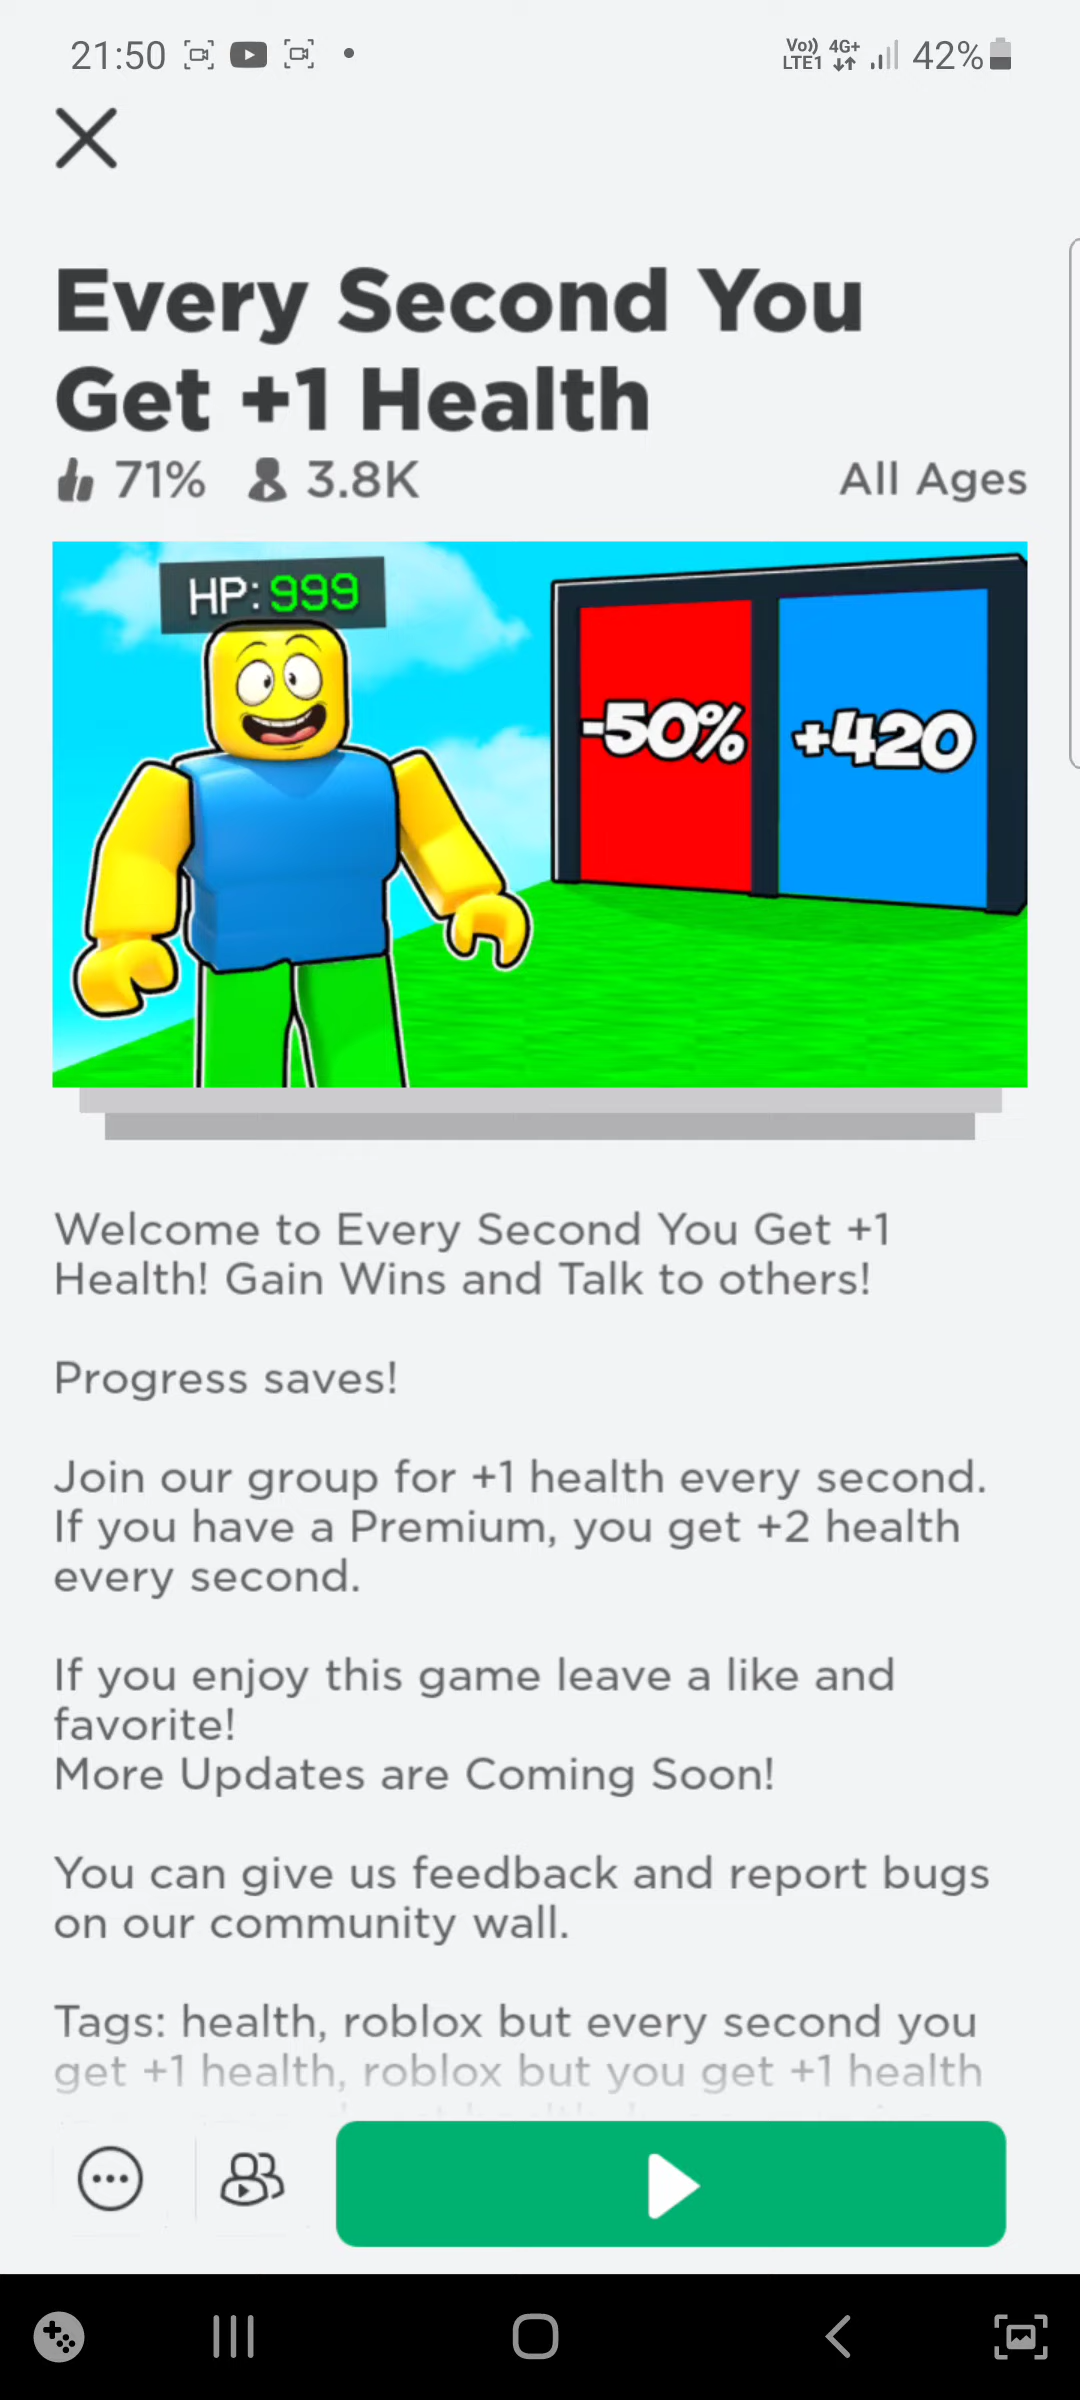 21:50
Vo)) 4G+
LTE1
42%
Every Second You
Get +1 Health
71% 3.8K All Ages
HP: 999
-50% +420
Welcome to Every Second You Get +1
Health! Gain Wins and Talk to others!
Progress saves!
Join our group for +1 health every second.
If you have a Premium, you get +2 health
every second.
If you enjoy this game leave a like and
favorite!
More Updates are Coming Soon!
You can give us feedback and report bugs
on our community wall.
Tags: health, roblox but every second you
get +1 health, roblox but you get +1 health